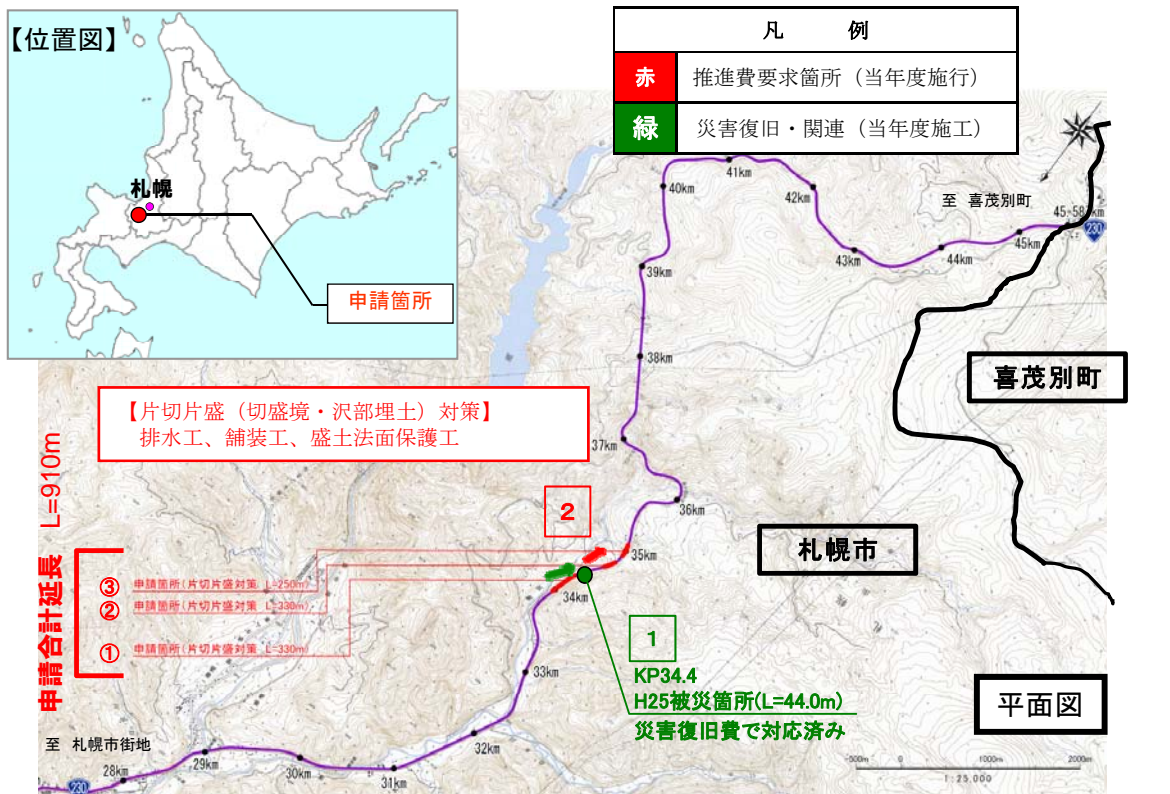 【位置図】
札幌
申請箇所
凡 例
赤 推進費要求箇所（当年度施行）
緑 災害復旧・関連（当年度施工）
41km
40km
42km
至 喜茂別町
45km
230
44km
43km
39km
38km
喜茂別町
【片切片盛（切盛境・沢部埋土）対策】
排水工、舗装工、盛土法面保護工
37km
36km
2
札幌市
35km
34km
申請合計延長 L=910m
③ 申請箇所(片切片盛対策 L=250m)
② 申請箇所(片切片盛対策 L=330m)
① 申請箇所(片切片盛対策 L=330m)
1
KP34.4
H25被災箇所(L=44.0m)
災害復旧費で対応済み
33km
平面図
32km
至 札幌市街地
28km
29km
30km
31km
230
-500m 0 1000m 2000m
1:25,000